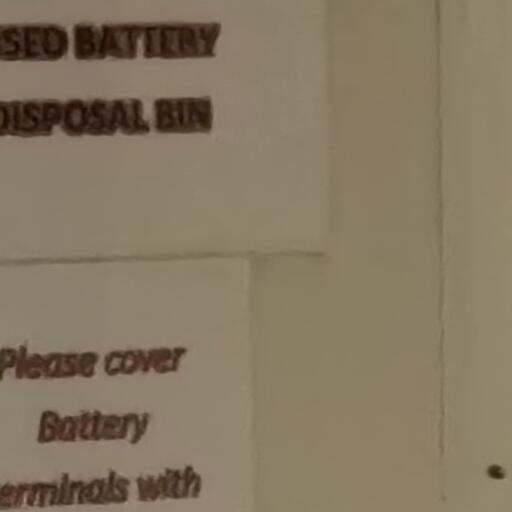 SED BATTERY
DISPOSAL BIN
Please cover
Battery
erminals with